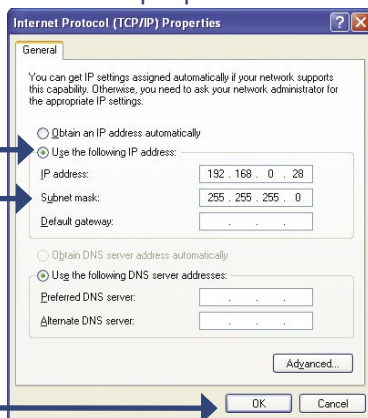 Internet Protocol (TCP/IP) Properties
General
You can get IP settings assigned automatically if your network supports
this capability. Otherwise, you need to ask your network administrator for
the appropriate IP settings.
Obtain an IP address automatically
Use the following IP address:
IP address: 192 . 168 . 0 . 28
Subnet mask: 255 . 255 . 255 . 0
Default gateway: . . .
Obtain DNS server address automatically
Use the following DNS server addresses:
Preferred DNS server: . . .
Alternate DNS server: . . .
Advanced...
OK Cancel